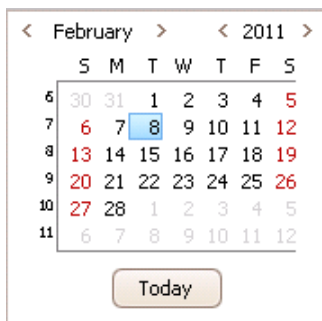 < February > < 2011 >
S M T W T F S
6 30 31 1 2 3 4 5
7 6 7 8 9 10 11 12
8 13 14 15 16 17 18 19
9 20 21 22 23 24 25 26
10 27 28 1 2 3 4 5
11 6 7 8 9 10 11 12
Today